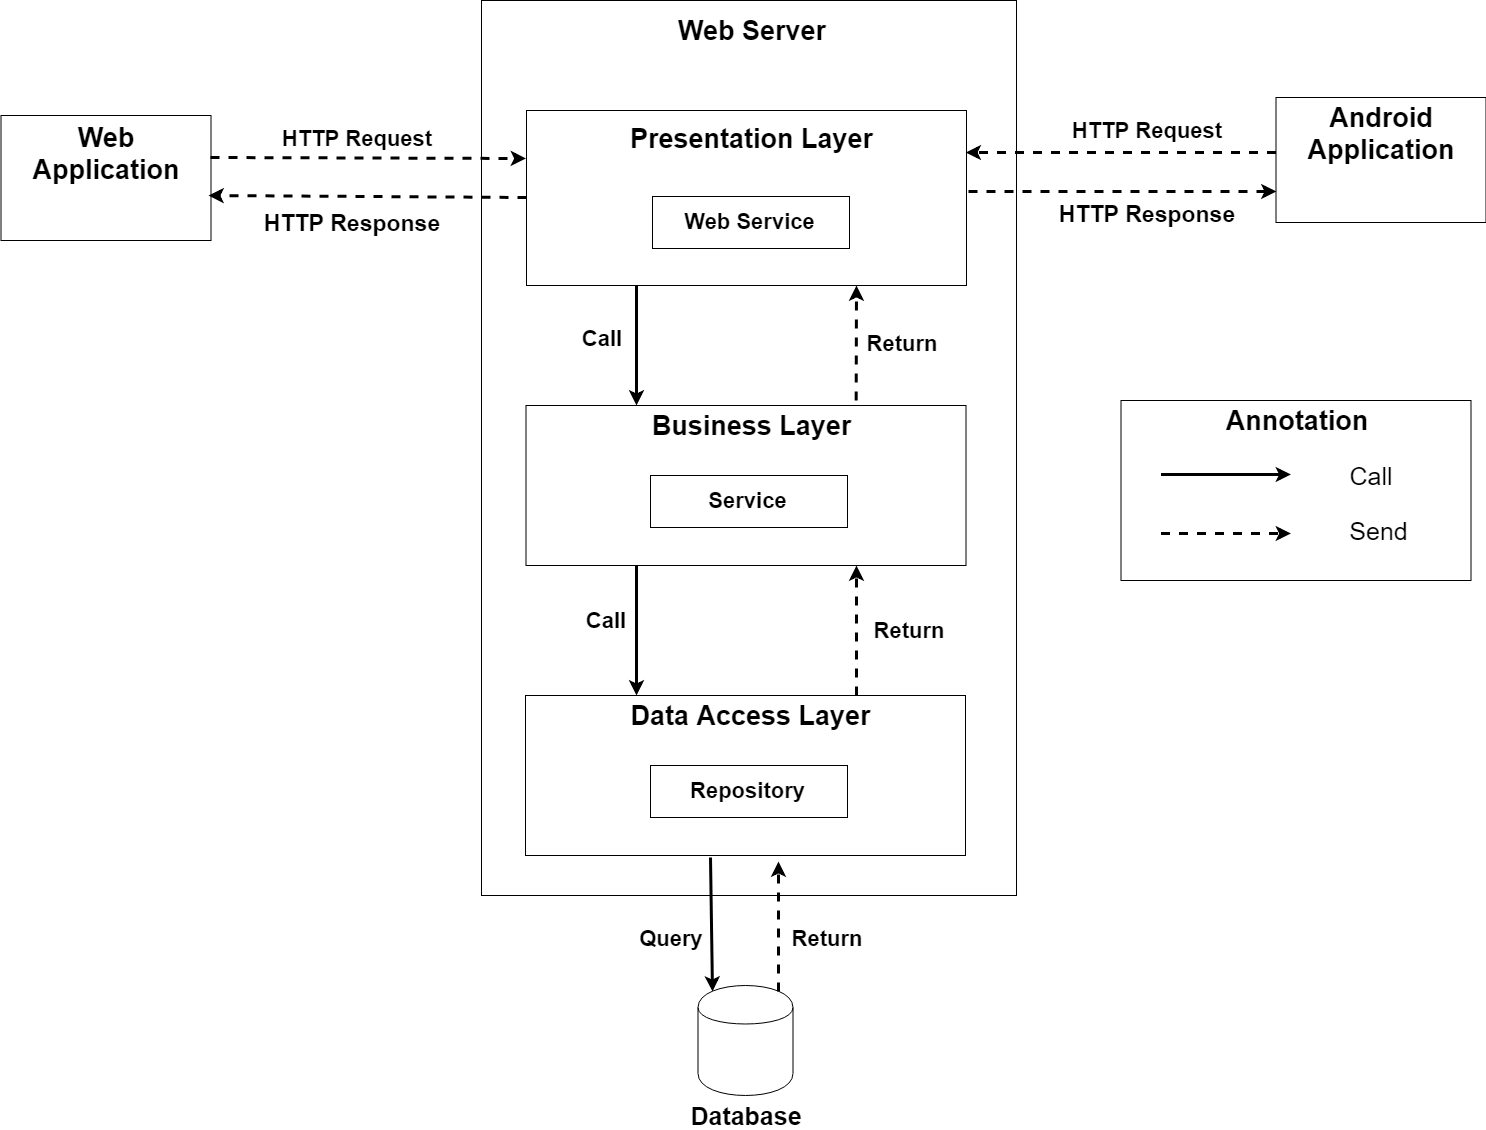 Web Server
Web
Application
HTTP Request
HTTP Response
Presentation Layer
Web Service
HTTP Request
HTTP Response
Android
Application
Call
Return
Business Layer
Service
Annotation
Call
Send
Call
Return
Data Access Layer
Repository
Query
Return
Database